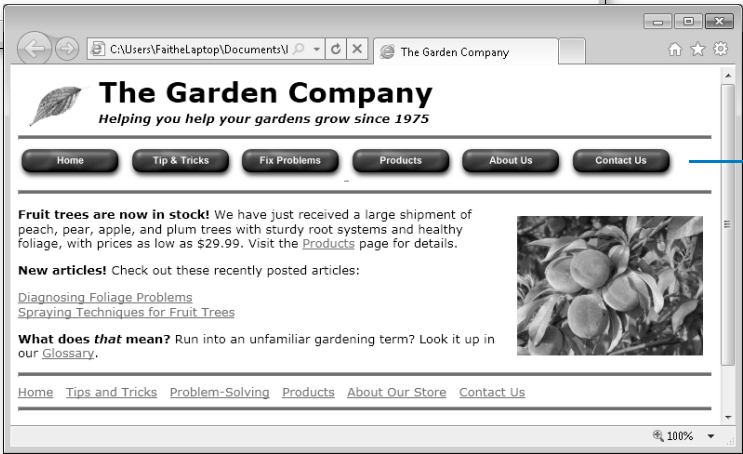 C:\Users\FaitheLaptop\Documents\I
The Garden Company
The Garden Company
Helping you help your gardens grow since 1975
Home Tip & Tricks Fix Problems Products About Us Contact Us
Fruit trees are now in stock! We have just received a large shipment of
peach, pear, apple, and plum trees with sturdy root systems and healthy
foliage, with prices as low as $29.99. Visit the Products page for details.
New articles! Check out these recently posted articles:
Diagnosing Foliage Problems
Spraying Techniques for Fruit Trees
What does that mean? Run into an unfamiliar gardening term? Look it up in
our Glossary.
Home Tips and Tricks Problem-Solving Products About Our Store Contact Us
100%